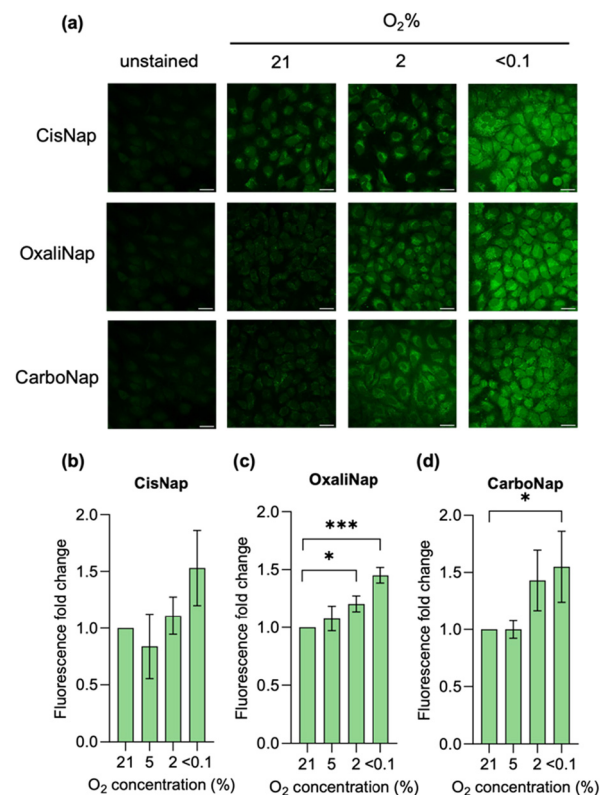 (a)
O₂%
unstained 21 2 <0.1
CisNap
OxaliNap
CarboNap
(b) (c) (d)
CisNap OxaliNap CarboNap
Fluorescence fold change
2.0
1.5
1.0
0.5
0.0
21 5 2 <0.1
O₂ concentration (%)
Fluorescence fold change
2.0
1.5
1.0
0.5
0.0
***
*
21 5 2 <0.1
O₂ concentration (%)
Fluorescence fold change
2.0
1.5
1.0
0.5
0.0
*
21 5 2 <0.1
O₂ concentration (%)